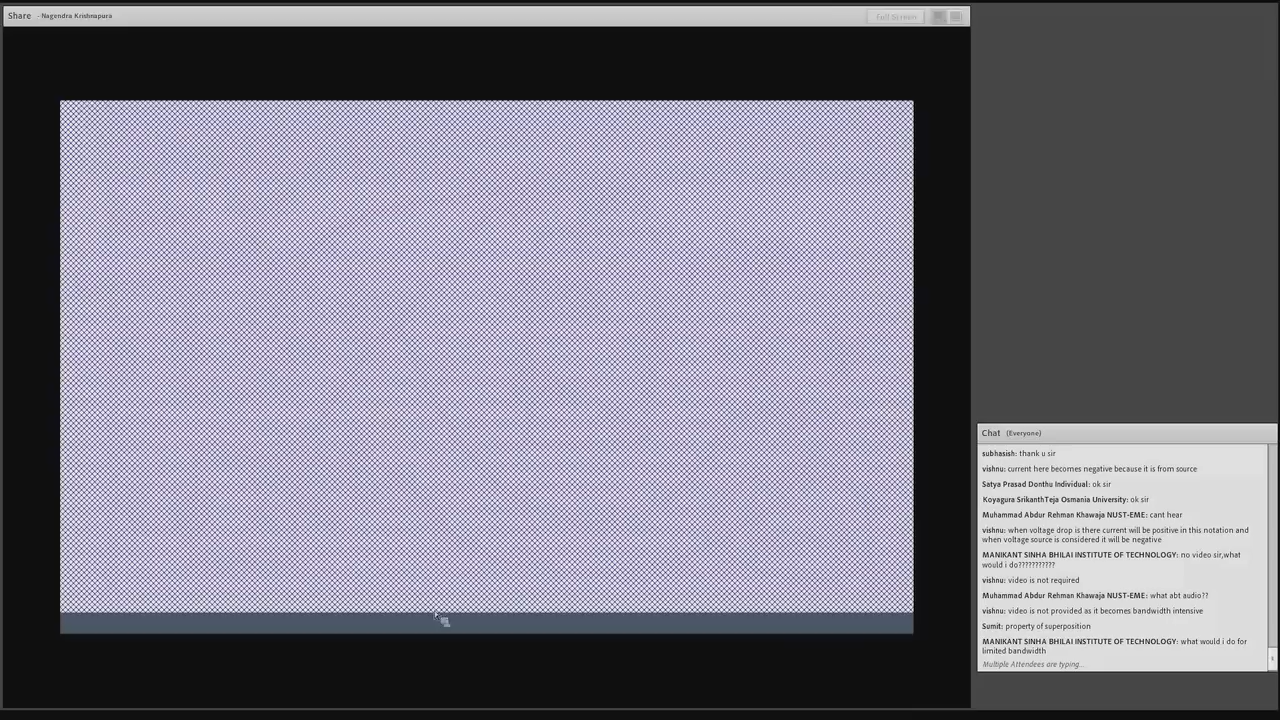 Share - Nagendra Krishnapura
Full Screen
Chat (Everyone)
subhasish: thank u sir
vishnu: current here becomes negative because it is from source
Satya Prasad Donthu Individual: ok sir
Koyagura SrikanthTeja Osmania University: ok sir
Muhammad Abdur Rehman Khawaja NUST-EME: cant hear
vishnu: when voltage drop is there current will be positive in this notation and
when voltage source is considered it will be negative
MANIKANT SINHA BHILAI INSTITUTE OF TECHNOLOGY: no video sir,what
would i do???????????
vishnu: video is not required
Muhammad Abdur Rehman Khawaja NUST-EME: what abt audio??
vishnu: video is not provided as it becomes bandwidth intensive
Sumit: property of superposition
MANIKANT SINHA BHILAI INSTITUTE OF TECHNOLOGY: what would i do for
limited bandwidth
Multiple Attendees are typing...